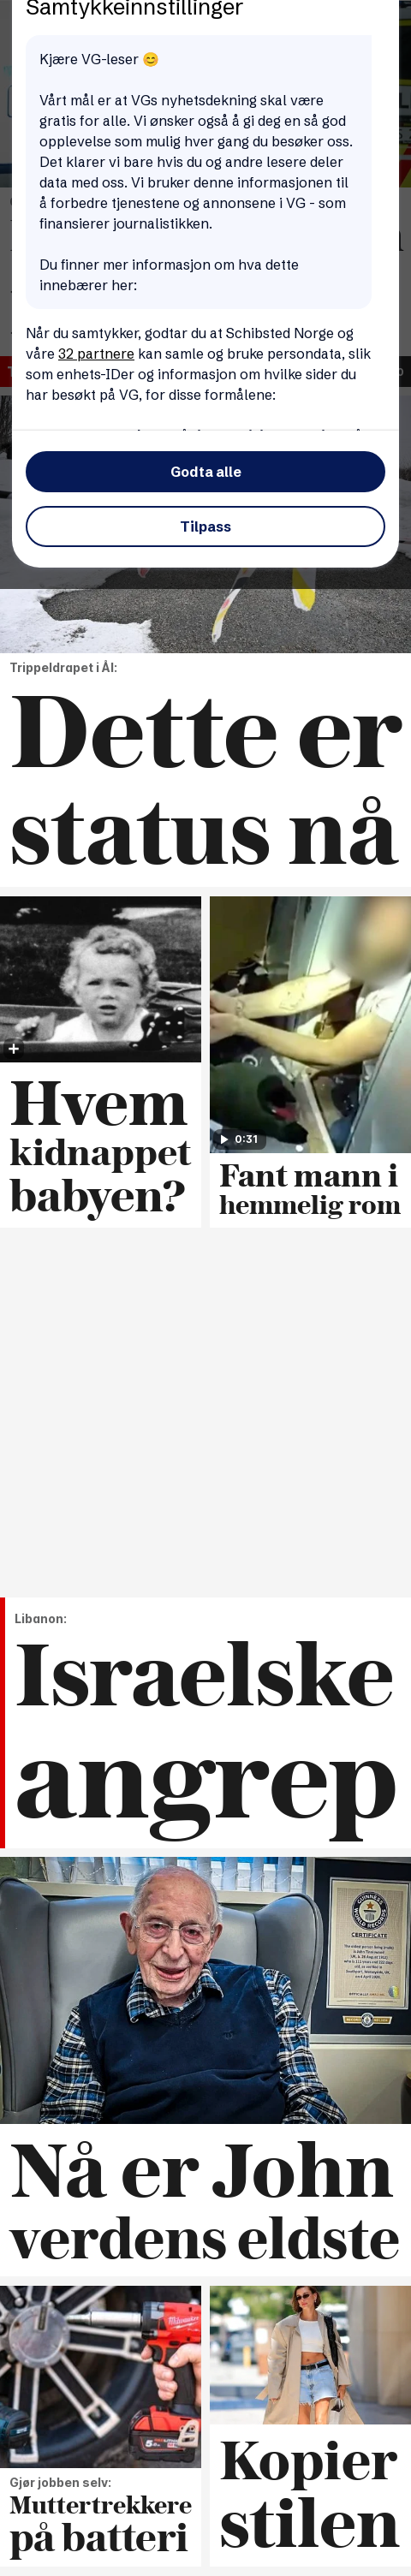 Samtykkeinnstillinger
Kjære VG-leser 😊
Vårt mål er at VGs nyhetsdekning skal være
gratis for alle. Vi ønsker også å gi deg en så god
opplevelse som mulig hver gang du besøker oss.
Det klarer vi bare hvis du og andre lesere deler
data med oss. Vi bruker denne informasjonen til
å forbedre tjenestene og annonsene i VG - som
finansierer journalistikken.
Du finner mer informasjon om hva dette
innebærer her:
Når du samtykker, godtar du at Schibsted Norge og
våre 32 partnere kan samle og bruke persondata, slik
som enhets-IDer og informasjon om hvilke sider du
har besøkt på VG, for disse formålene:
Godta alle
Tilpass
Trippeldrapet i Ål:
Dette er
status nå
Hvem
kidnappet
babyen?
0:31
Fant mann i
hemmelig rom
Libanon:
Israelske
angrep
GUINNESS
WORLD RECORDS
CERTIFICATE
Nå er John
verdens eldste
Milwaukee
Gjør jobben selv:
Muttertrekkere
på batteri
Kopier
stilen